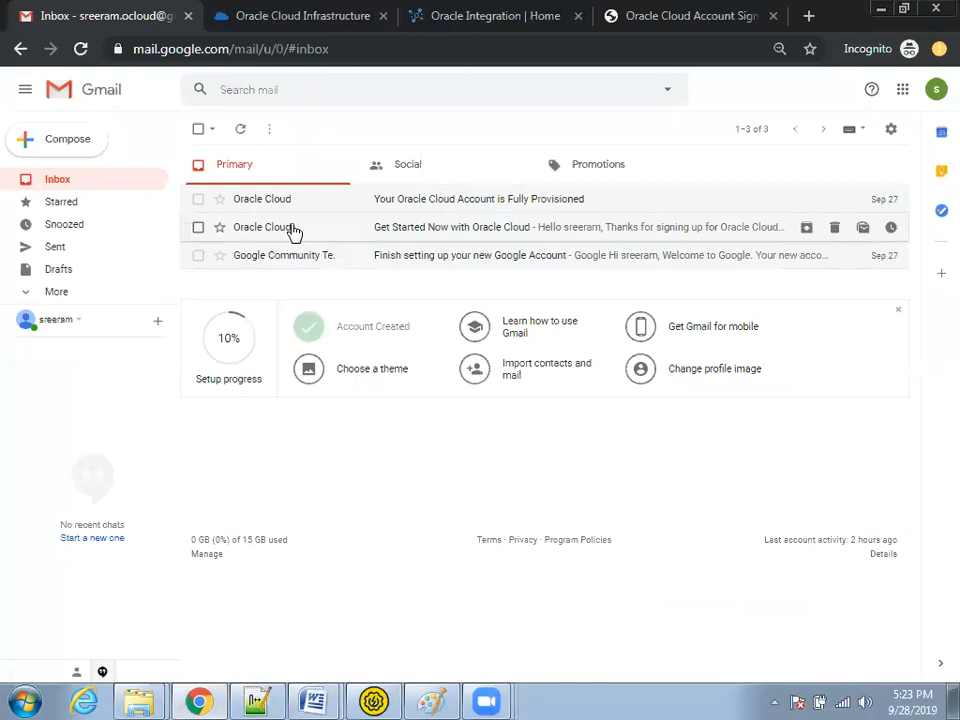 Inbox - sreeram.ocloud@g
Oracle Cloud Infrastructure
Oracle Integration | Home
Oracle Cloud Account Sign
mail.google.com/mail/u/0/#inbox
Incognito
Gmail
Search mail
S
Compose
1–3 of 3
Inbox
Primary
Social
Promotions
Starred
Oracle Cloud
Your Oracle Cloud Account is Fully Provisioned
Sep 27
Snoozed
Oracle Cloud
Get Started Now with Oracle Cloud - Hello sreeram, Thanks for signing up for Oracle Cloud...
Sent
Google Community Te.
Finish setting up your new Google Account - Google Hi sreeram, Welcome to Google. Your new acco...
Sep 27
Drafts
More
sreeram
10%
Setup progress
Account Created
Learn how to use
Gmail
Get Gmail for mobile
Choose a theme
Import contacts and
mail
Change profile image
No recent chats
Start a new one
0 GB (0%) of 15 GB used
Manage
Terms · Privacy · Program Policies
Last account activity: 2 hours ago
Details
5:23 PM
9/28/2019